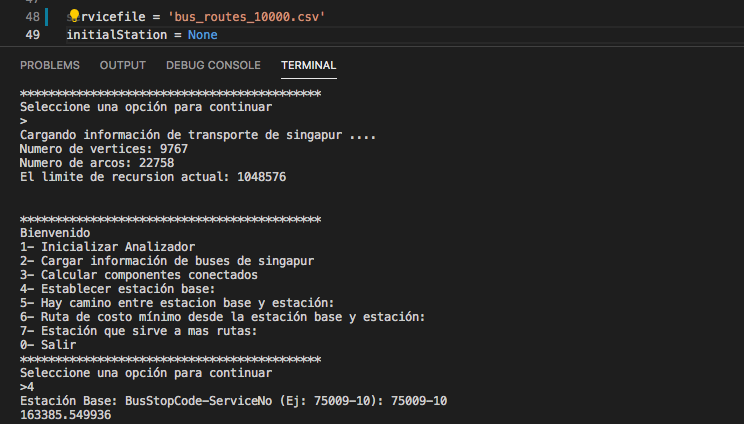 48 servicefile = 'bus_routes_10000.csv'
49 initialStation = None
PROBLEMS OUTPUT DEBUG CONSOLE TERMINAL
*******************************************
Seleccione una opción para continuar
>
Cargando información de transporte de singapur ....
Numero de vertices: 9767
Numero de arcos: 22758
El limite de recursion actual: 1048576
*******************************************
Bienvenido
1- Inicializar Analizador
2- Cargar información de buses de singapur
3- Calcular componentes conectados
4- Establecer estación base:
5- Hay camino entre estacion base y estación:
6- Ruta de costo mínimo desde la estación base y estación:
7- Estación que sirve a mas rutas:
0- Salir
*******************************************
Seleccione una opción para continuar
>4
Estación Base: BusStopCode-ServiceNo (Ej: 75009-10): 75009-10
163385.549936